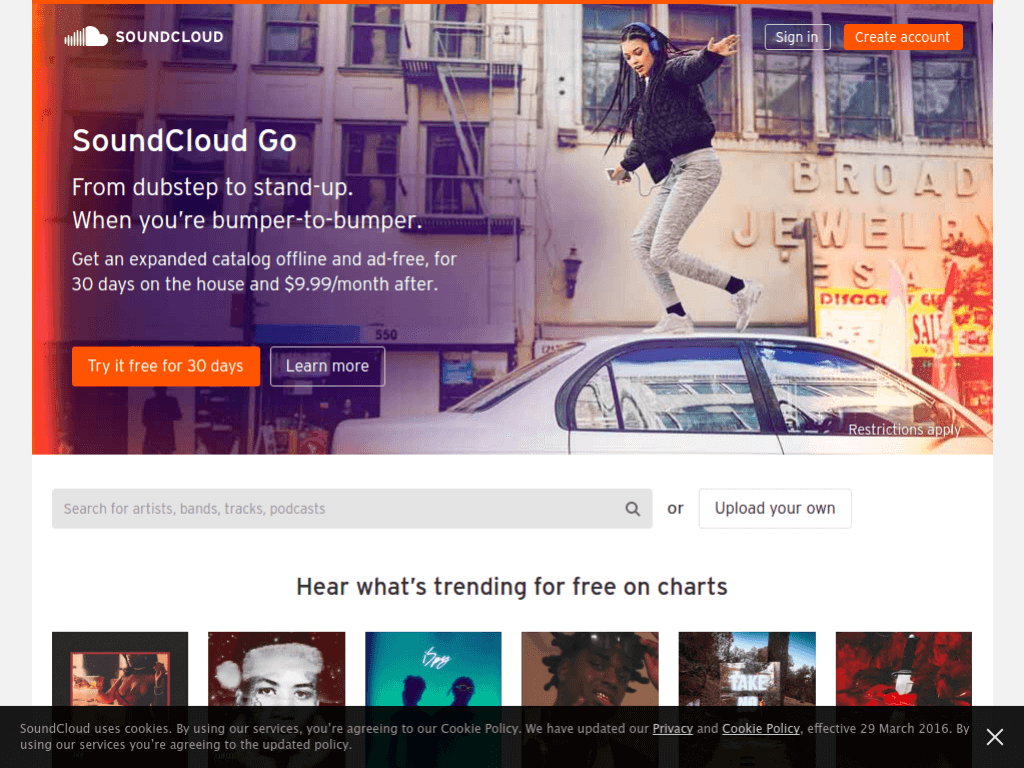 SOUNDCLOUD
Sign in
Create account
SoundCloud Go
From dubstep to stand-up.
When you're bumper-to-bumper.
Get an expanded catalog offline and ad-free, for
30 days on the house and $9.99/month after.
Try it free for 30 days
Learn more
BROAD
JEWELRY
ESA
550
SAL
Restrictions apply
Search for artists, bands, tracks, podcasts
or
Upload your own
Hear what's trending for free on charts
TAKE
NO
SoundCloud uses cookies. By using our services, you're agreeing to our Cookie Policy. We have updated our Privacy and Cookie Policy, effective 29 March 2016. By
using our services you're agreeing to the updated policy.